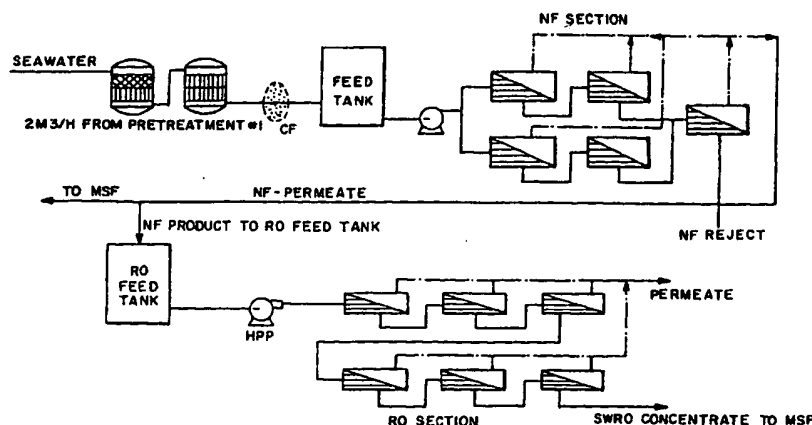 NF SECTION
SEAWATER
FEED
TANK
2M3/H FROM PRETREATMENT #1
CF
TO MSF
NF-PERMEATE
NF PRODUCT TO RO FEED TANK
NF REJECT
RO
FEED
TANK
PERMEATE
HPP
RO SECTION
SWRO CONCENTRATE TO MSF